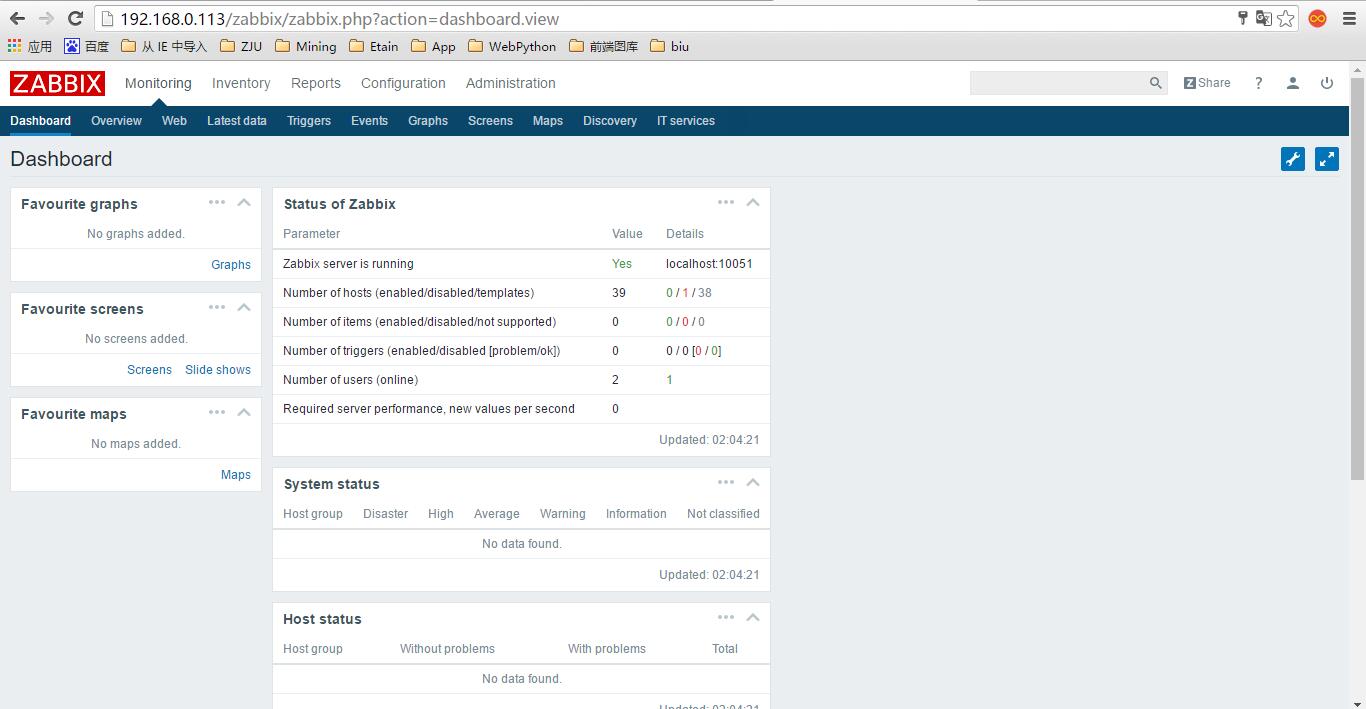 192.168.0.113/zabbix/zabbix.php?action=dashboard.view
应用 百度 从 IE 中导入 ZJU Mining Etain App WebPython 前端图库 biu
ZABBIX Monitoring Inventory Reports Configuration Administration Z Share ?
Dashboard Overview Web Latest data Triggers Events Graphs Screens Maps Discovery IT services
Dashboard
Favourite graphs
No graphs added.
Graphs
Favourite screens
No screens added.
Screens Slide shows
Favourite maps
No maps added.
Maps
Status of Zabbix
Parameter Value Details
Zabbix server is running Yes localhost:10051
Number of hosts (enabled/disabled/templates) 39 0 / 1 / 38
Number of items (enabled/disabled/not supported) 0 0 / 0 / 0
Number of triggers (enabled/disabled [problem/ok]) 0 0 / 0 [0 / 0]
Number of users (online) 2 1
Required server performance, new values per second 0
Updated: 02:04:21
System status
Host group Disaster High Average Warning Information Not classified
No data found.
Updated: 02:04:21
Host status
Host group Without problems With problems Total
No data found.
Updated: 02:04:21